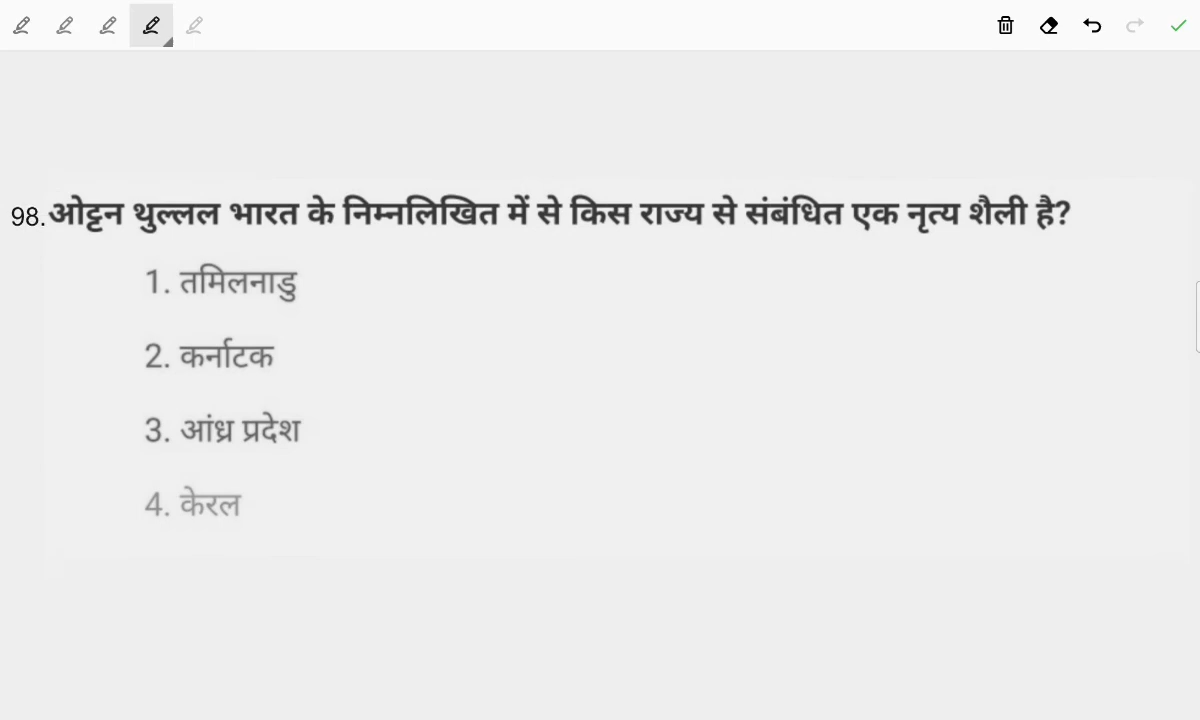 98. ओट्टन थुल्लल भारत के निम्नलिखित में से किस राज्य से संबंधित एक नृत्य शैली है?
1. तमिलनाडु
2. कर्नाटक
3. आंध्र प्रदेश
4. केरल